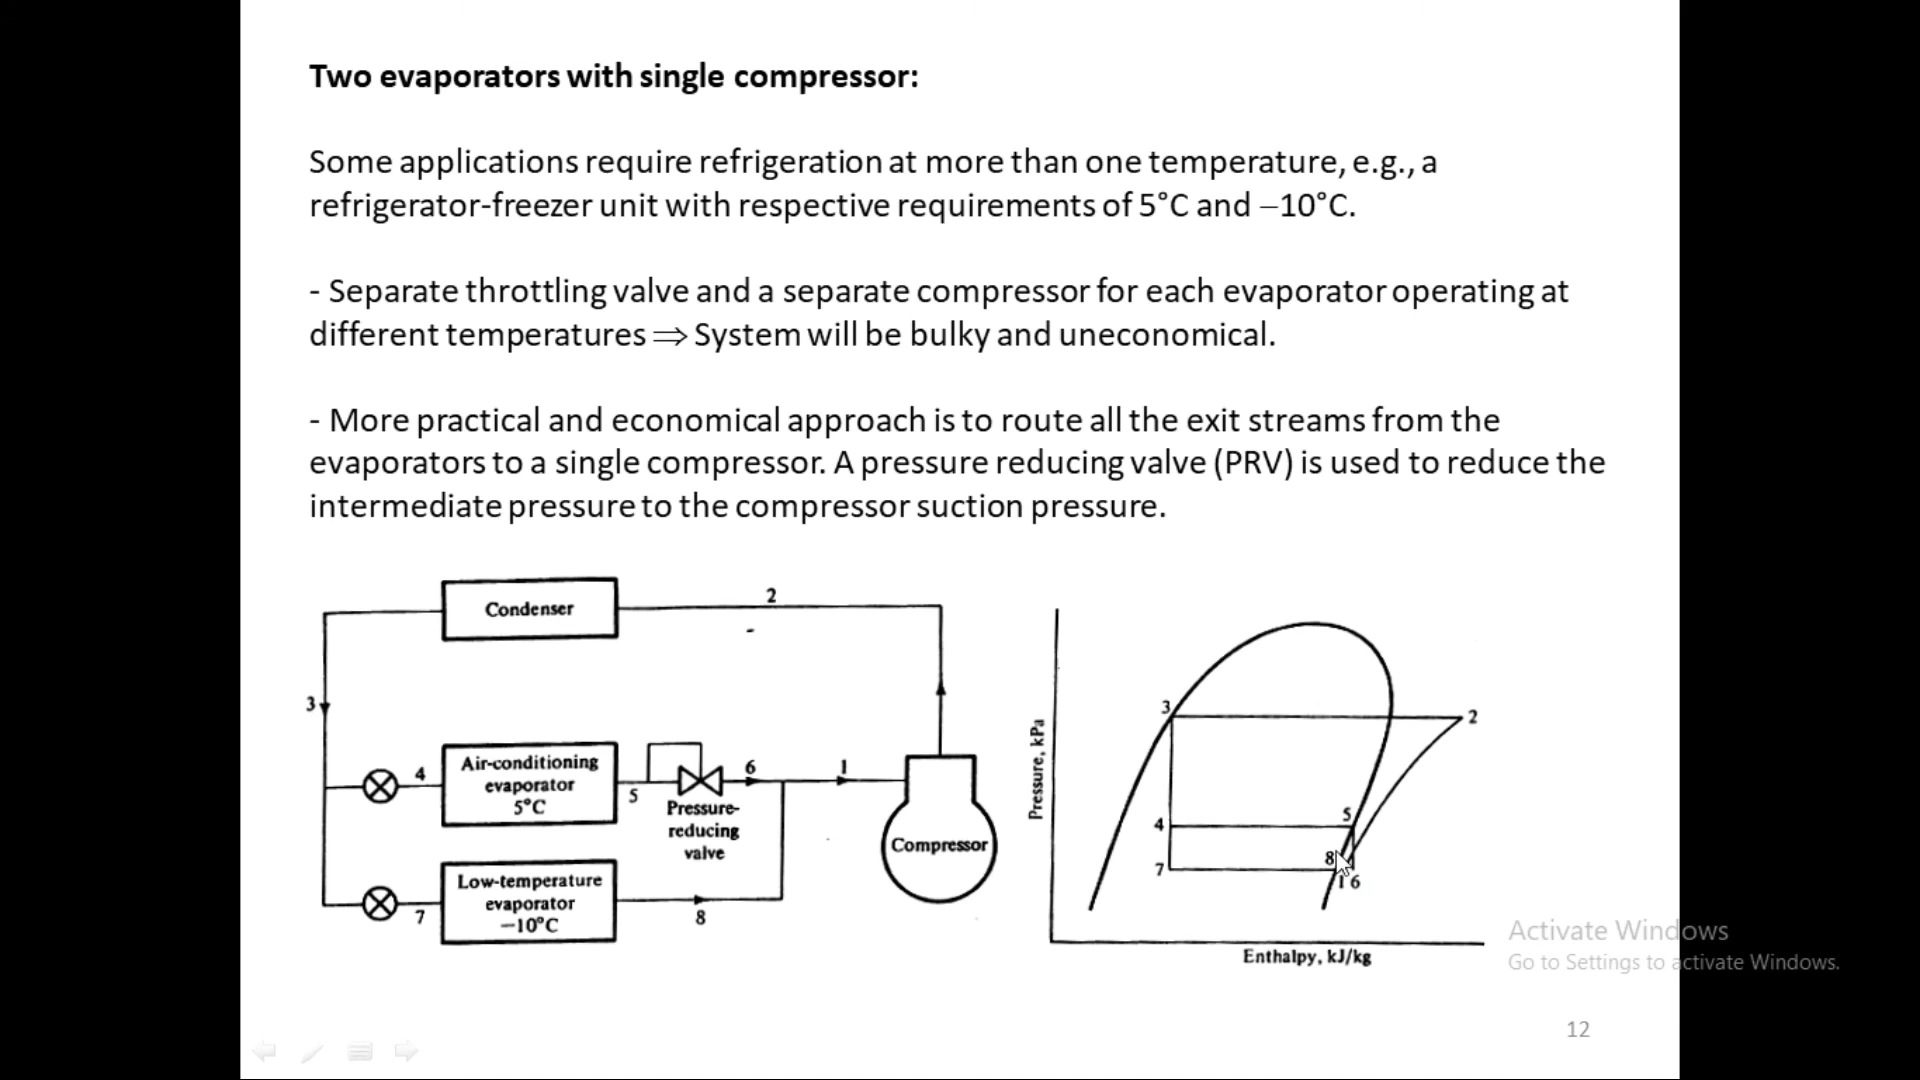 Two evaporators with single compressor:
Some applications require refrigeration at more than one temperature, e.g., a
refrigerator-freezer unit with respective requirements of 5°C and −10°C.
- Separate throttling valve and a separate compressor for each evaporator operating at
different temperatures ⇒ System will be bulky and uneconomical.
- More practical and economical approach is to route all the exit streams from the
evaporators to a single compressor. A pressure reducing valve (PRV) is used to reduce the
intermediate pressure to the compressor suction pressure.
Condenser
2
3
4
Air-conditioning
evaporator
5°C
5
Pressure-
reducing
valve
6
1
Compressor
7
Low-temperature
evaporator
−10°C
8
Pressure, kPa
3
2
4
5
7
8
1 6
Enthalpy, kJ/kg
Activate Windows
Go to Settings to activate Windows.
12